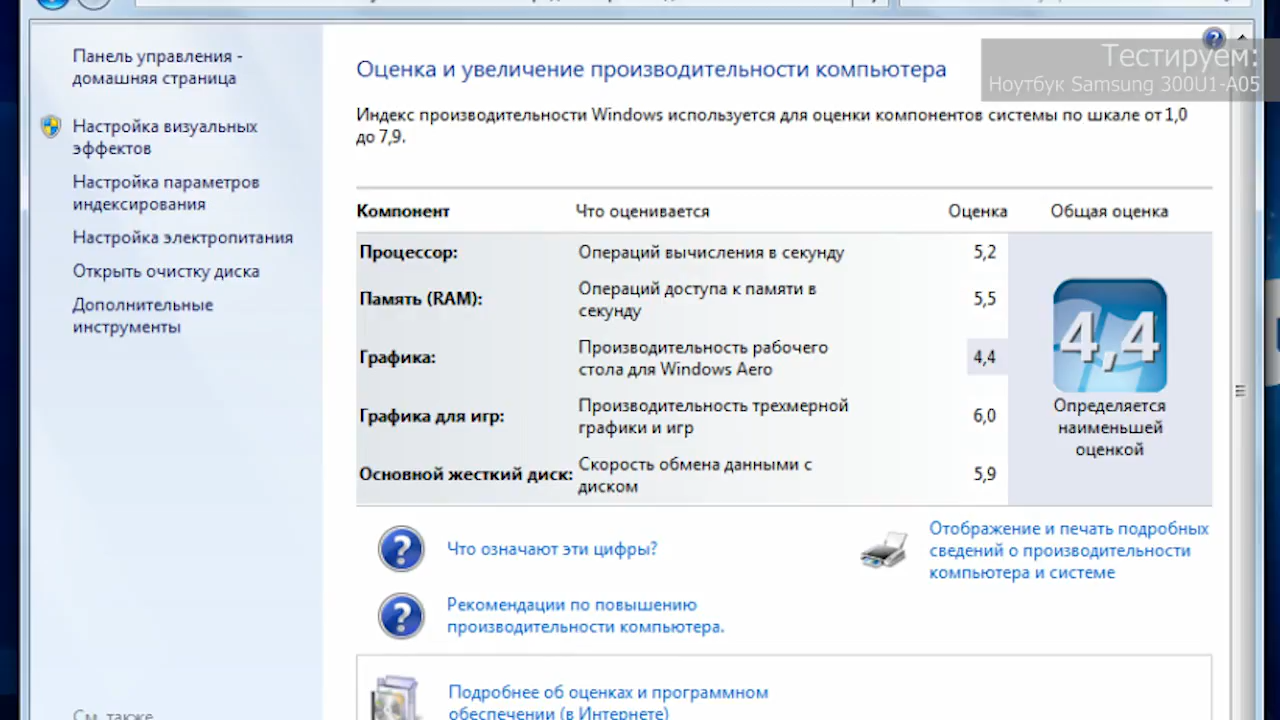 Панель управления -
домашняя страница
Настройка визуальных
эффектов
Настройка параметров
индексирования
Настройка электропитания
Открыть очистку диска
Дополнительные
инструменты
См. также
Тестируем:
Ноутбук Samsung 300U1-A05
Оценка и увеличение производительности компьютера
Индекс производительности Windows используется для оценки компонентов системы по шкале от 1,0
до 7,9.
Компонент Что оценивается Оценка Общая оценка
Процессор: Операций вычисления в секунду 5,2
Память (RAM): Операций доступа к памяти в
секунду 5,5
Графика: Производительность рабочего
стола для Windows Aero 4,4
Графика для игр: Производительность трехмерной
графики и игр 6,0
Основной жесткий диск: Скорость обмена данными с
диском 5,9
4,4
Определяется
наименьшей
оценкой
Что означают эти цифры?
Отображение и печать подробных
сведений о производительности
компьютера и системе
Рекомендации по повышению
производительности компьютера.
Подробнее об оценках и программном
обеспечении (в Интернете)